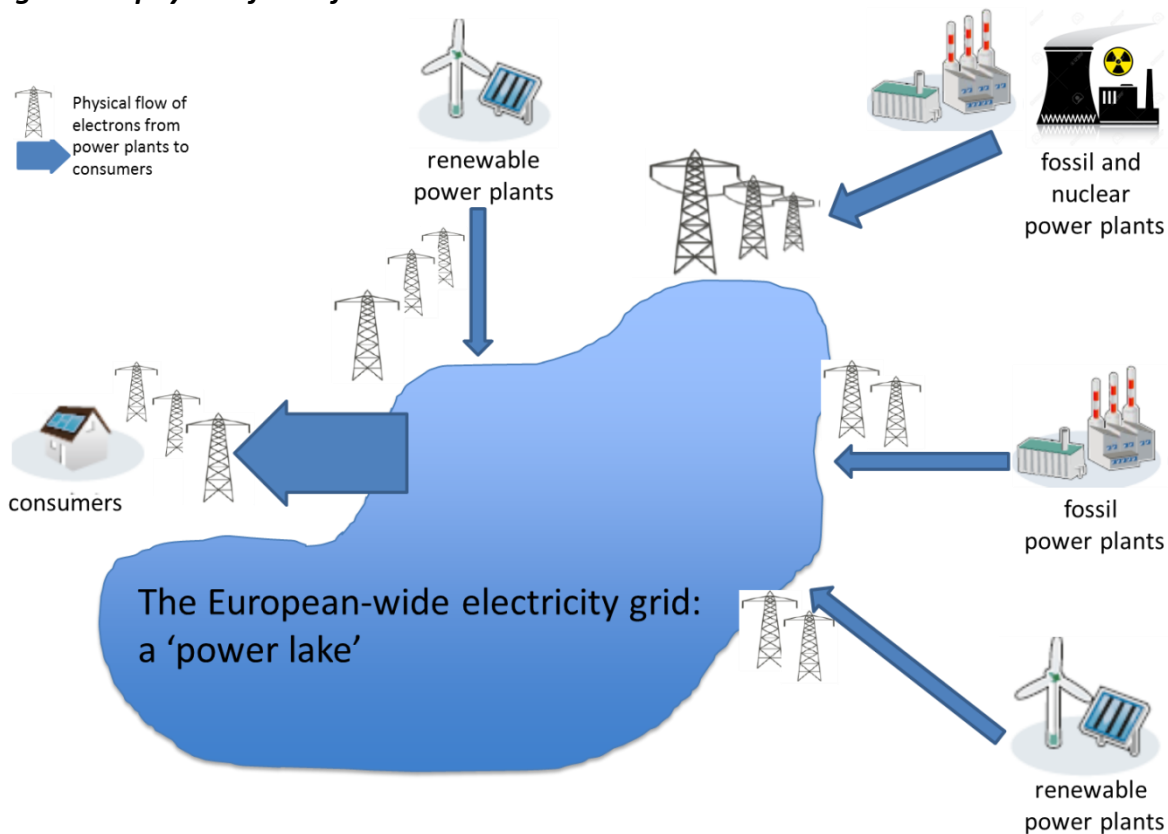 Physical flow of
electrons from
power plants to
consumers
renewable
power plants
fossil and
nuclear
power plants
consumers
fossil
power plants
The European-wide electricity grid:
a ‘power lake’
renewable
power plants